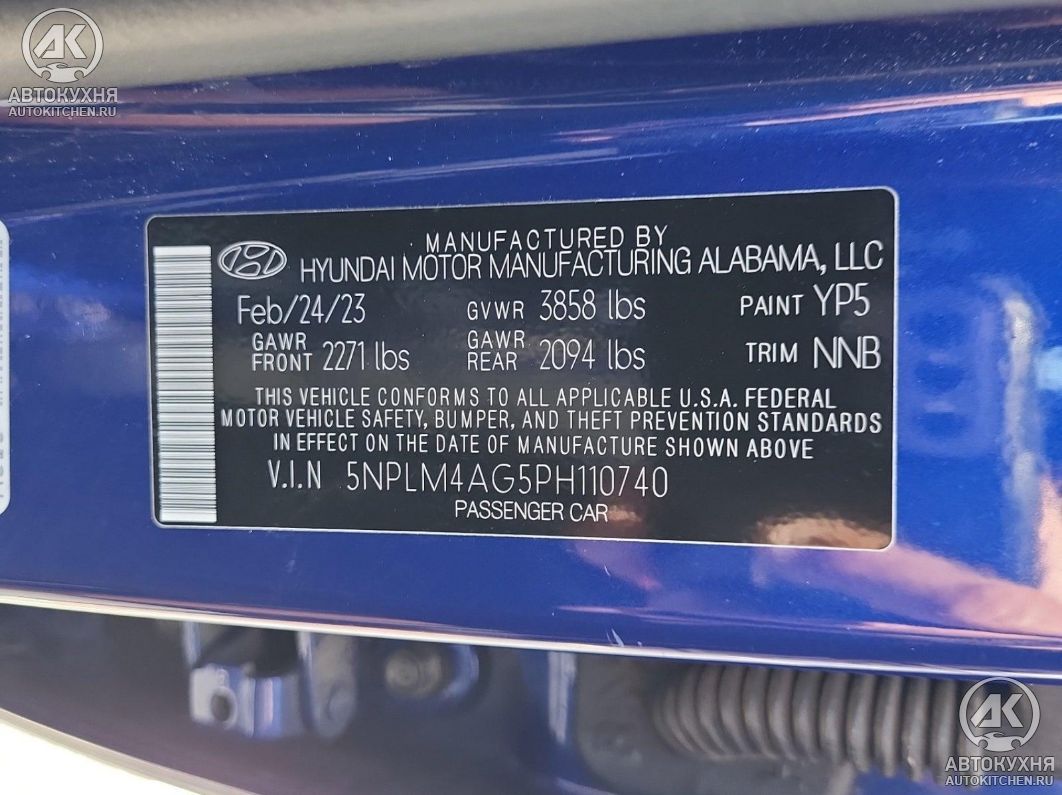 АВТОКУХНЯ
AUTOKITCHEN.RU
MANUFACTURED BY
HYUNDAI MOTOR MANUFACTURING ALABAMA, LLC
Feb/24/23 GVWR 3858 lbs PAINT YP5
GAWR FRONT 2271 lbs GAWR REAR 2094 lbs TRIM NNB
THIS VEHICLE CONFORMS TO ALL APPLICABLE U.S.A. FEDERAL
MOTOR VEHICLE SAFETY, BUMPER, AND THEFT PREVENTION STANDARDS
IN EFFECT ON THE DATE OF MANUFACTURE SHOWN ABOVE
V.I.N 5NPLM4AG5PH110740
PASSENGER CAR
АВТОКУХНЯ
AUTOKITCHEN.RU